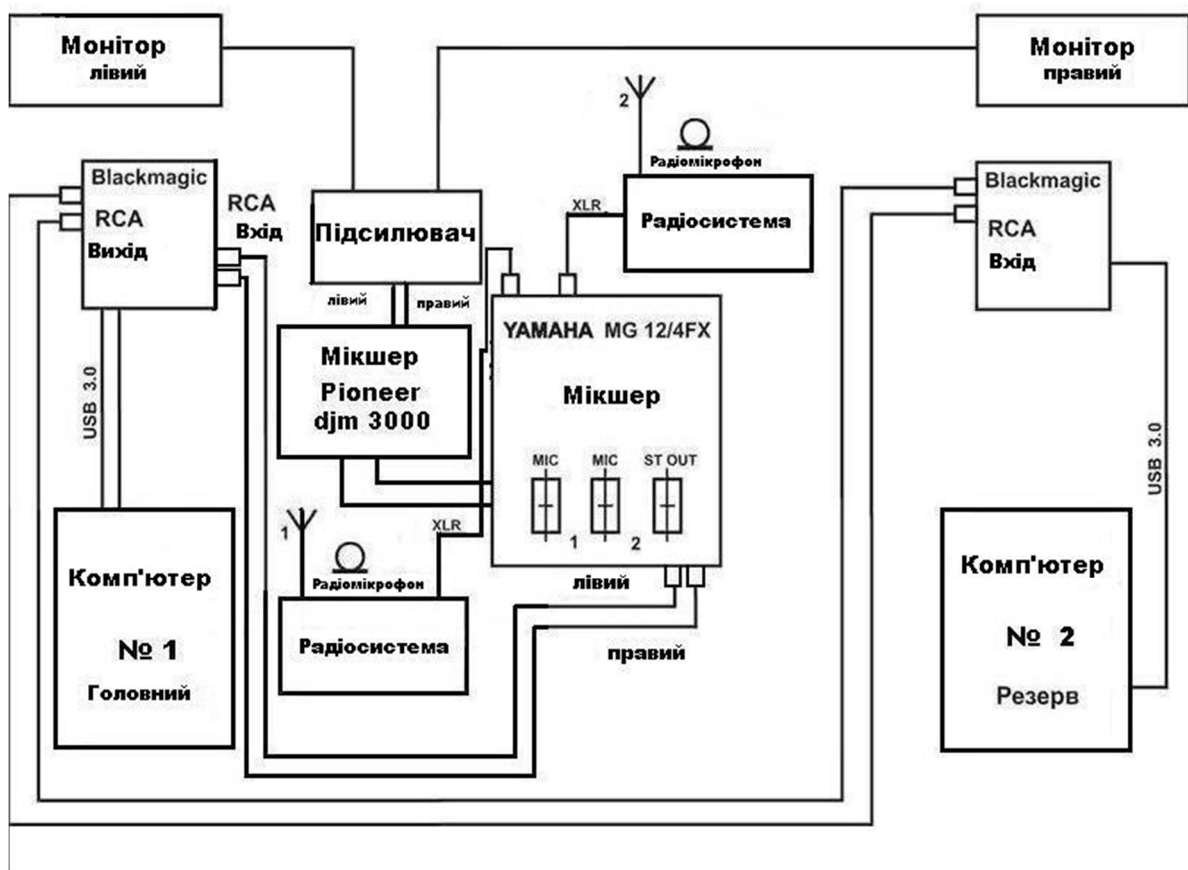 Монітор
лівий
Монітор
правий
2
Радіомікрофон
Blackmagic
RCA
Вихід
RCA
Вхід
Підсилювач
лівий
правий
XLR
Радіосистема
Blackmagic
RCA
Вхід
YAMAHA MG 12/4FX
Мікшер
MIC
MIC
ST OUT
1
2
Мікшер
Pioneer
djm 3000
USB 3.0
USB 3.0
1
XLR
Радіомікрофон
Радіосистема
лівий
правий
Комп'ютер
№ 1
Головний
Комп'ютер
№ 2
Резерв